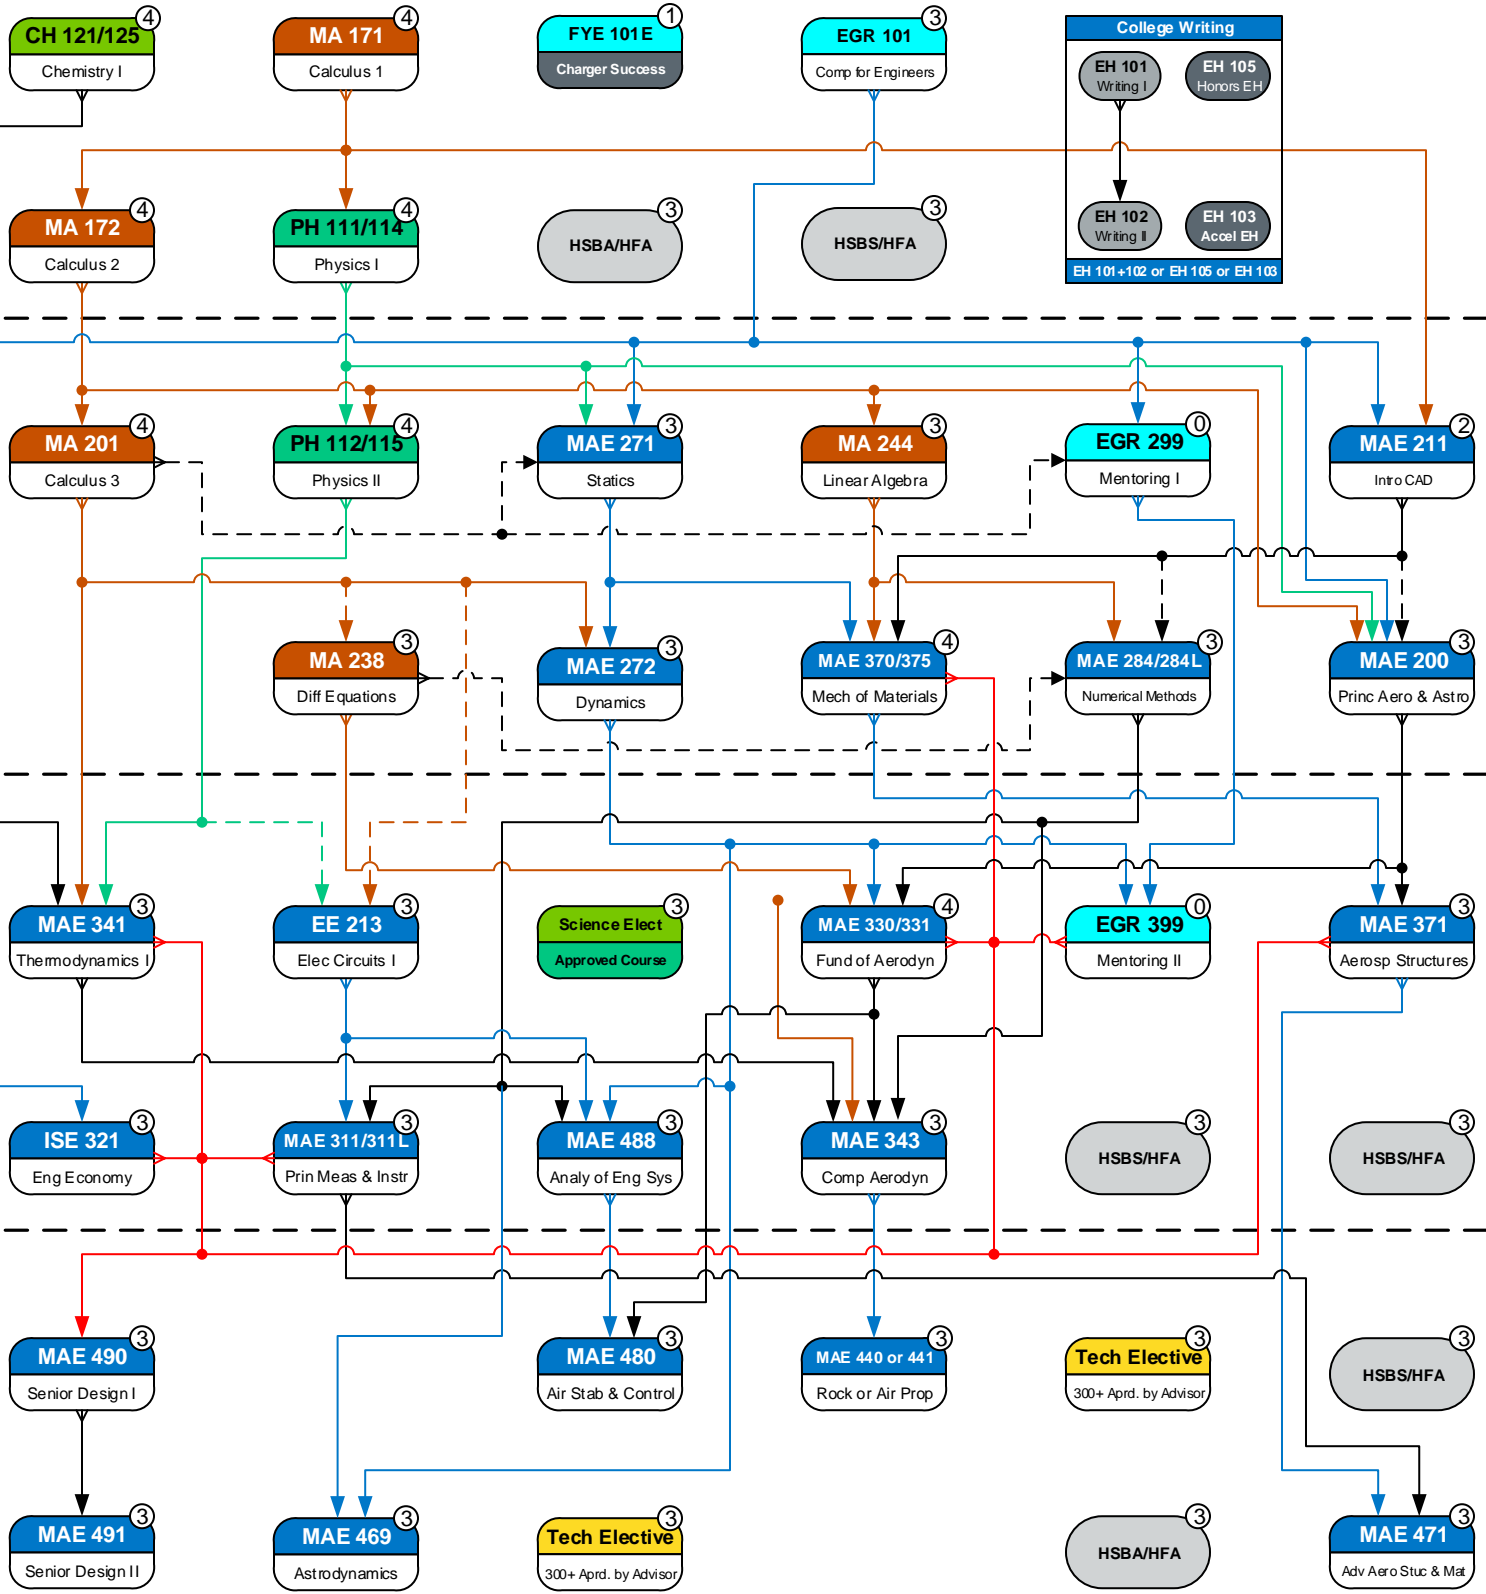 4
CH 121/125
Chemistry I
4
MA 171
Calculus 1
1
FYE 101E
Charger Success
3
EGR 101
Comp for Engineers
College Writing
EH 101
Writing I
EH 105
Honors EH
EH 102
Writing II
EH 103
Accel EH
EH 101+102 or EH 105 or EH 103
4
MA 172
Calculus 2
4
PH 111/114
Physics I
3
HSBA/HFA
3
HSBS/HFA
4
MA 201
Calculus 3
4
PH 112/115
Physics II
3
MAE 271
Statics
3
MA 244
Linear Algebra
0
EGR 299
Mentoring I
2
MAE 211
Intro CAD
3
MA 238
Diff Equations
3
MAE 272
Dynamics
4
MAE 370/375
Mech of Materials
3
MAE 284/284L
Numerical Methods
3
MAE 200
Princ Aero & Astro
3
MAE 341
Thermodynamics I
3
EE 213
Elec Circuits I
3
Science Elect
Approved Course
4
MAE 330/331
Fund of Aerodyn
0
EGR 399
Mentoring II
3
MAE 371
Aerosp Structures
3
ISE 321
Eng Economy
3
MAE 311/311L
Prin Meas & Instr
3
MAE 488
Analy of Eng Sys
3
MAE 343
Comp Aerodyn
3
HSBS/HFA
3
HSBS/HFA
3
MAE 490
Senior Design I
3
MAE 480
Air Stab & Control
3
MAE 440 or 441
Rock or Air Prop
3
Tech Elective
300+ Aprd. by Advisor
3
HSBS/HFA
3
MAE 491
Senior Design II
3
MAE 469
Astrodynamics
3
Tech Elective
300+ Aprd. by Advisor
3
HSBA/HFA
3
MAE 471
Adv Aero Stuc & Mat